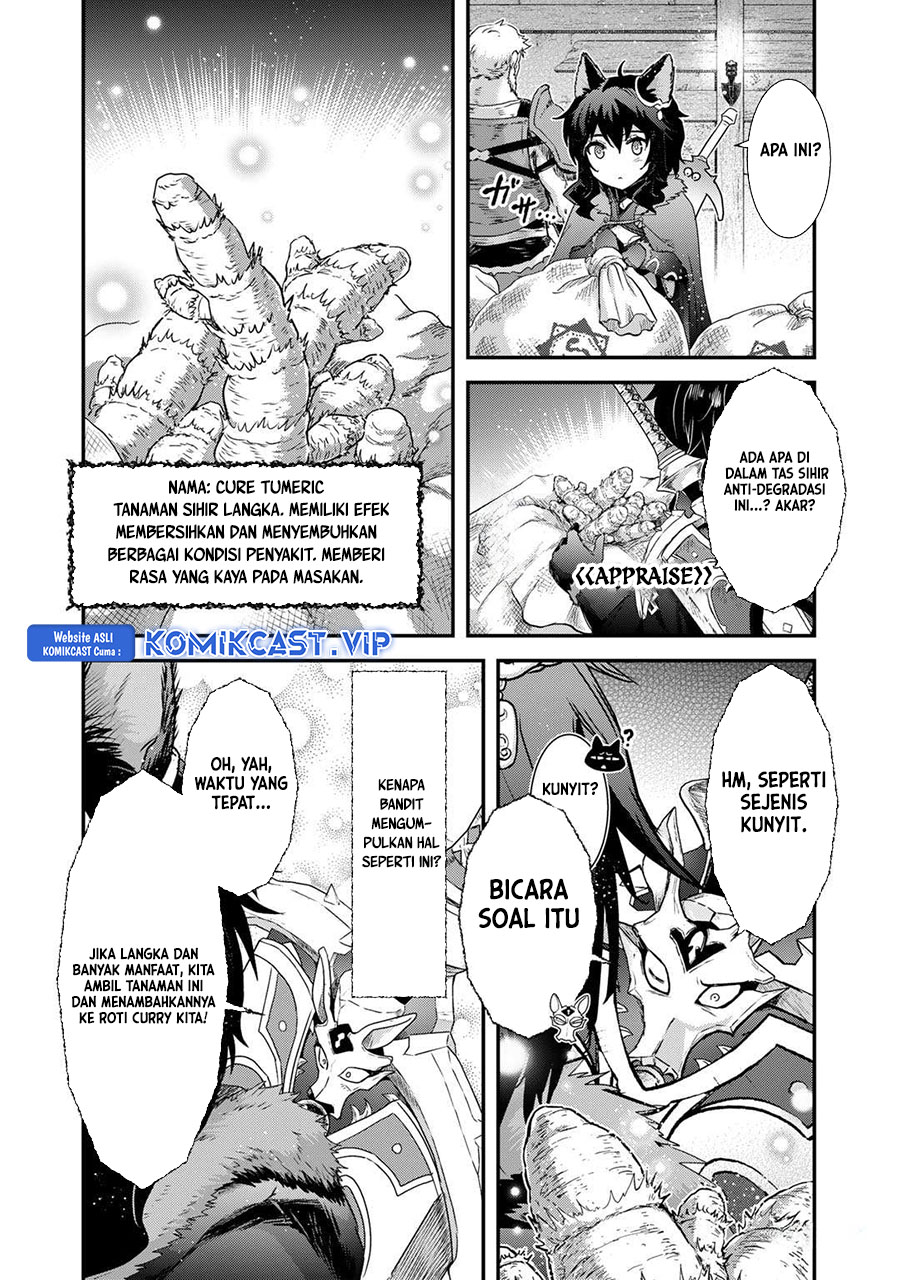 APA INI?
ガサ...
ADA APA DI
DALAM TAS SIHIR
ANTI-DEGRADASI
INI...? AKAR?
《APPRAISE》
NAMA: CURE TUMERIC
TANAMAN SIHIR LANGKA. MEMILIKI EFEK
MEMBERSIHKAN DAN MENYEMBUHKAN
BERBAGAI KONDISI PENYAKIT. MEMBERI
RASA YANG KAYA PADA MASAKAN.
Website ASLI
KOMIKCAST Cuma :
KOMIKCAST.VIP
HM, SEPERTI
SEJENIS
KUNYIT.
?
KUNYIT?
BICARA
SOAL ITU
KENAPA
BANDIT
MENGUM-
PULKAN HAL
SEPERTI INI?
OH, YAH,
WAKTU YANG
TEPAT...
JIKA LANGKA DAN
BANYAK MANFAAT, KITA
AMBIL TANAMAN INI
DAN MENAMBAHKANNYA
KE ROTI CURRY KITA!